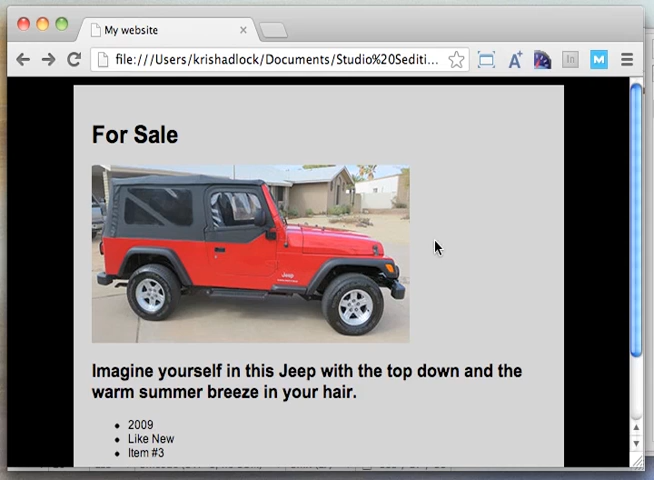 My website
file:///Users/krishadlock/Documents/Studio%20Sediti...
For Sale
Jeep
Imagine yourself in this Jeep with the top down and the
warm summer breeze in your hair.
2009
Like New
Item #3